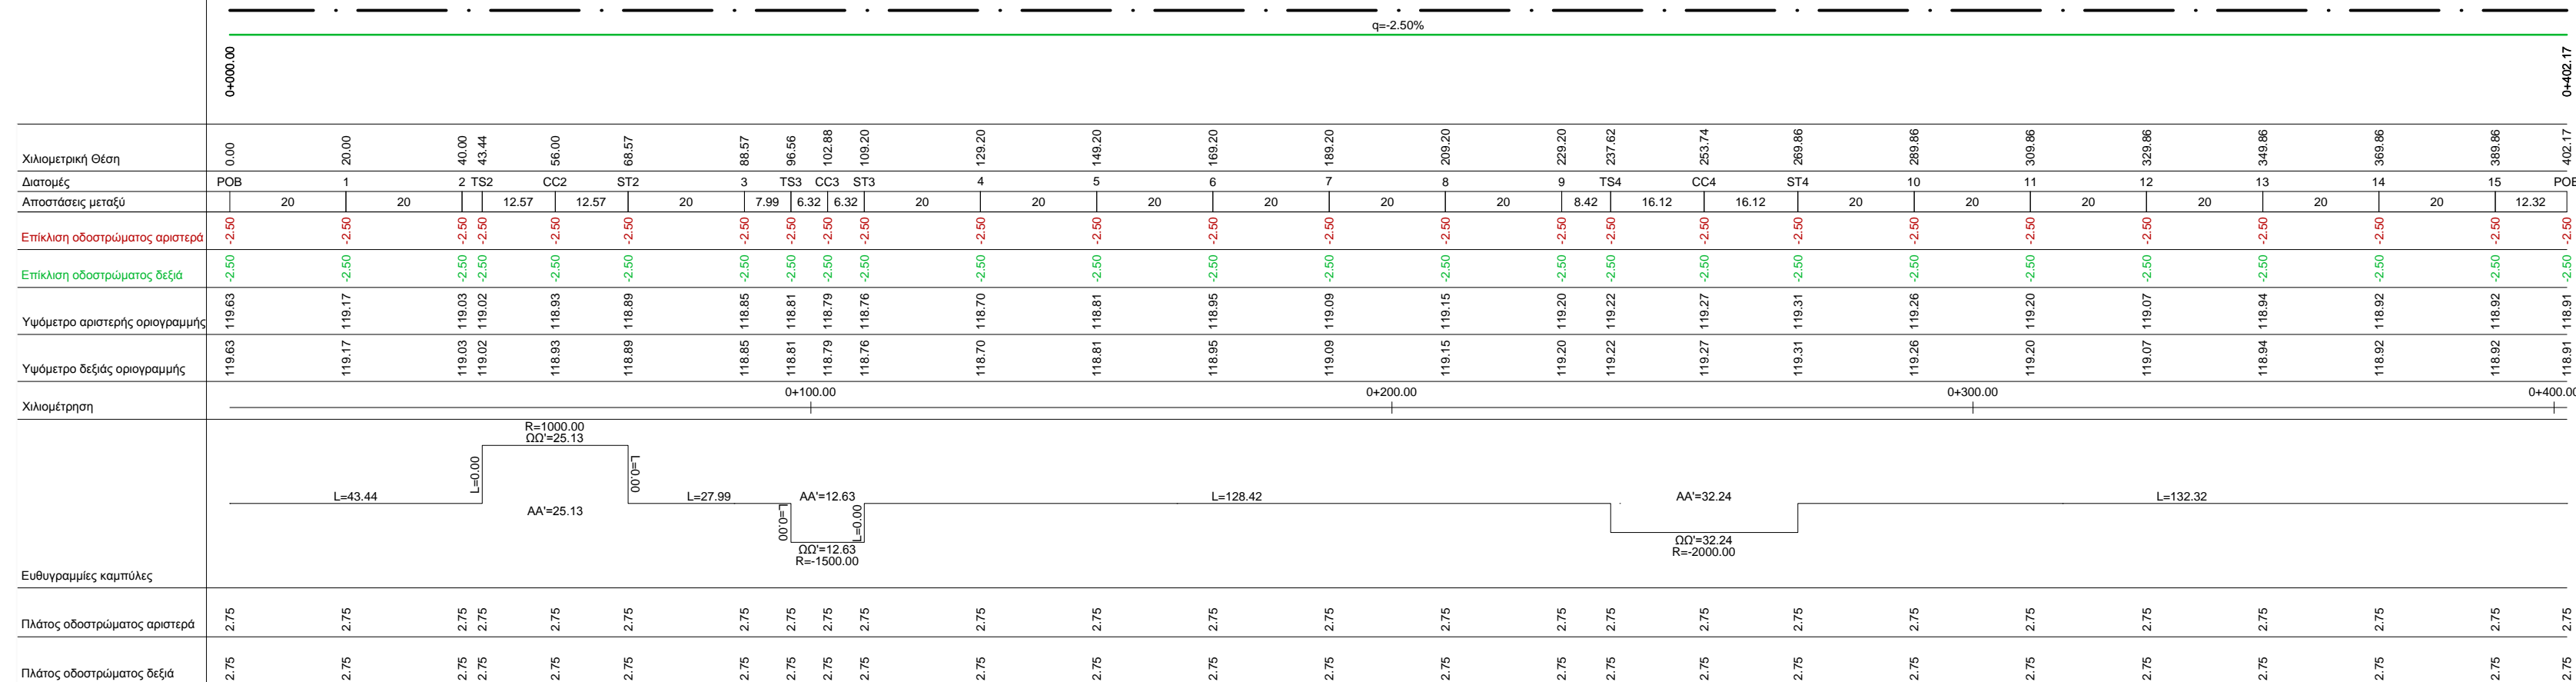 q=-2.50%
0+000.00 0+402.17
Χιλιομετρική Θέση 0.00 20.00 40.00 43.44 56.00 68.57 88.57 96.56 102.88 109.20 129.20 149.20 169.20 189.20 209.20 229.20 237.62 253.74 269.86 289.86 309.86 329.86 349.86 369.86 389.86 402.17
Διατομές POB 1 2 TS2 CC2 ST2 3 TS3 CC3 ST3 4 5 6 7 8 9 TS4 CC4 ST4 10 11 12 13 14 15
Αποστάσεις μεταξύ 20 20 12.57 12.57 20 7.99 6.32 6.32 20 20 20 20 20 20 8.42 16.12 16.12 20 20 20 20 20 20 12.32
Επίκλιση οδοστρώματος αριστερά -2.50 -2.50 -2.50 -2.50 -2.50 -2.50 -2.50 -2.50 -2.50 -2.50 -2.50 -2.50 -2.50 -2.50 -2.50 -2.50 -2.50 -2.50 -2.50 -2.50 -2.50 -2.50 -2.50 -2.50 -2.50 -2.50
Επίκλιση οδοστρώματος δεξιά -2.50 -2.50 -2.50 -2.50 -2.50 -2.50 -2.50 -2.50 -2.50 -2.50 -2.50 -2.50 -2.50 -2.50 -2.50 -2.50 -2.50 -2.50 -2.50 -2.50 -2.50 -2.50 -2.50 -2.50 -2.50 -2.50
Υψόμετρο αριστερής οριογραμμής 119.63 119.17 119.03 119.02 118.93 118.89 118.85 118.81 118.79 118.76 118.70 118.81 118.95 119.09 119.15 119.20 119.22 119.27 119.31 119.26 119.20 119.07 118.94 118.92 118.92 118.91
Υψόμετρο δεξιάς οριογραμμής 119.63 119.17 119.03 119.02 118.93 118.89 118.85 118.81 118.79 118.76 118.70 118.81 118.95 119.09 119.15 119.20 119.22 119.27 119.31 119.26 119.20 119.07 118.94 118.92 118.92 118.91
Χιλιομέτρηση 0+100.00 0+200.00 0+300.00 0+400.00
R=1000.00
ΩΩ'=25.13
L=0.00 L=0.00
L=43.44 L=27.99 AA'=12.63 L=128.42 AA'=32.24 L=132.32
AA'=25.13
L=0.00 L=0.00
ΩΩ'=12.63 ΩΩ'=32.24
R=-1500.00 R=-2000.00
Ευθυγραμμίες καμπύλες
Πλάτος οδοστρώματος αριστερά 2.75 2.75 2.75 2.75 2.75 2.75 2.75 2.75 2.75 2.75 2.75 2.75 2.75 2.75 2.75 2.75 2.75 2.75 2.75 2.75 2.75 2.75 2.75 2.75 2.75 2.75
Πλάτος οδοστρώματος δεξιά 2.75 2.75 2.75 2.75 2.75 2.75 2.75 2.75 2.75 2.75 2.75 2.75 2.75 2.75 2.75 2.75 2.75 2.75 2.75 2.75 2.75 2.75 2.75 2.75 2.75 2.75